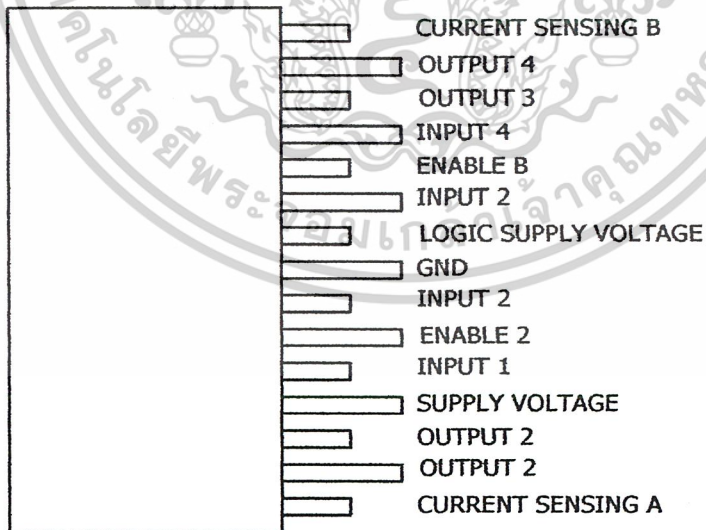 CURRENT SENSING B
OUTPUT 4
OUTPUT 3
INPUT 4
ENABLE B
INPUT 2
LOGIC SUPPLY VOLTAGE
GND
INPUT 2
ENABLE 2
INPUT 1
SUPPLY VOLTAGE
OUTPUT 2
OUTPUT 2
CURRENT SENSING A